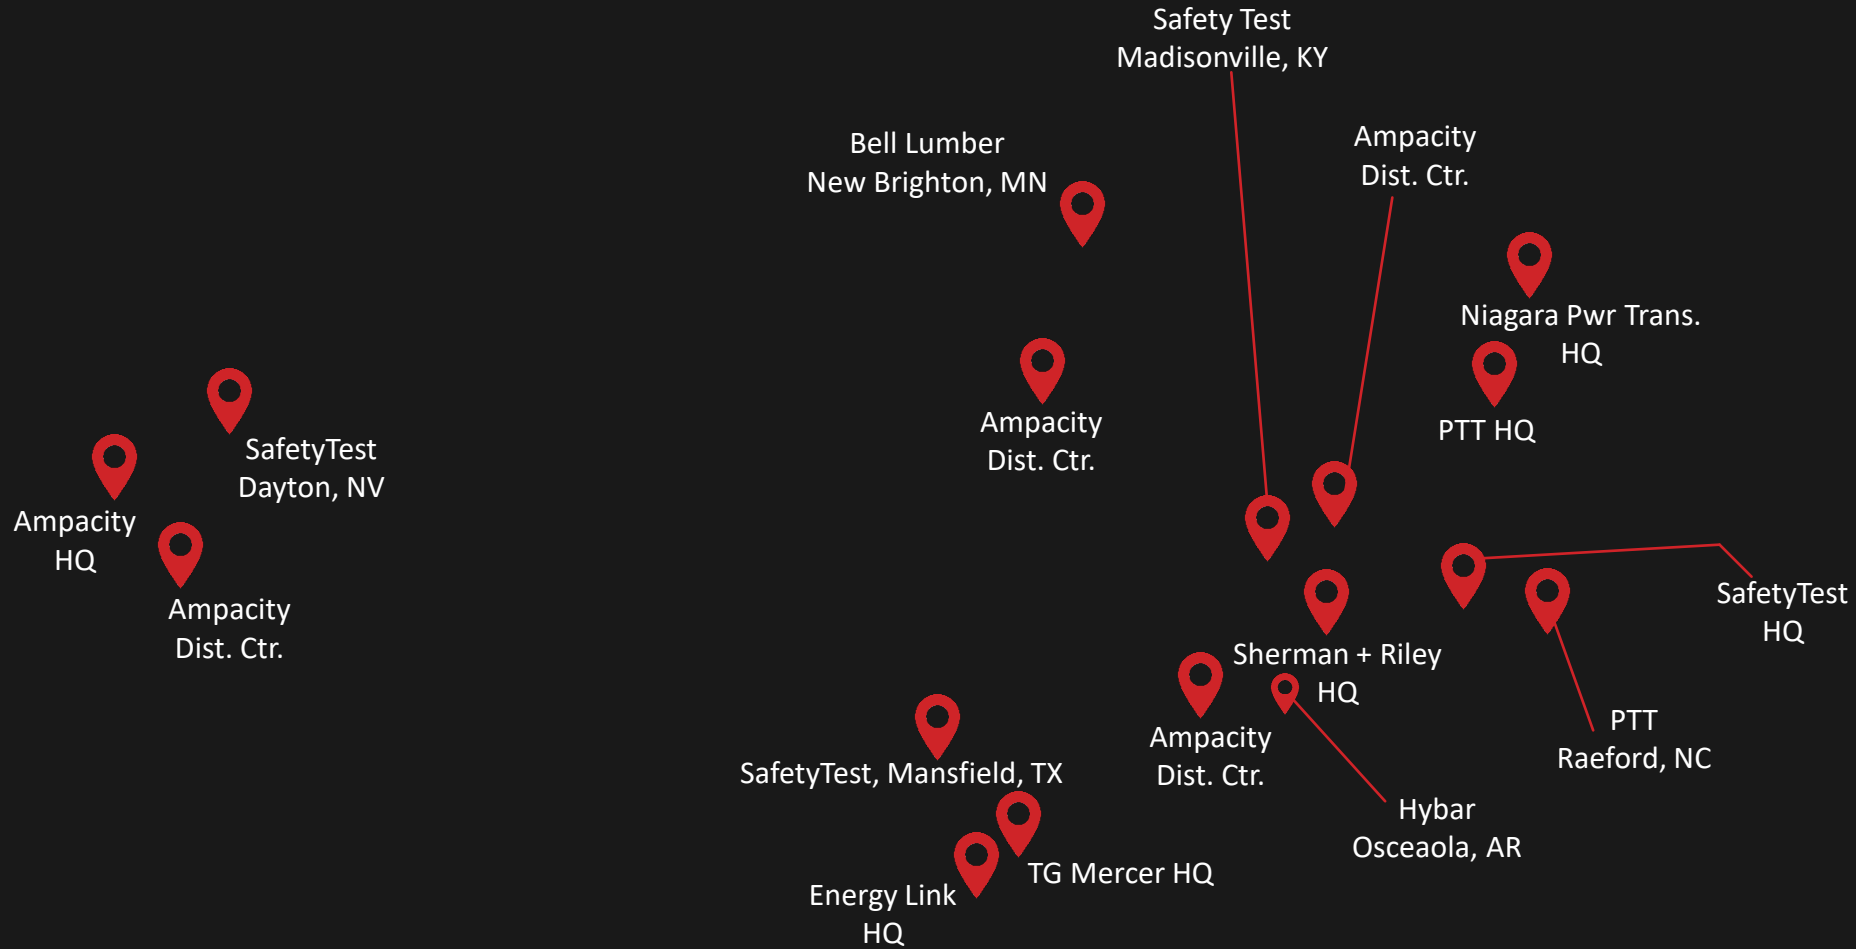 Safety Test
Madisonville, KY
Bell Lumber
New Brighton, MN
Ampacity
Dist. Ctr.
Niagara Pwr Trans.
HQ
PTT HQ
Ampacity
Dist. Ctr.
SafetyTest
Dayton, NV
Ampacity
HQ
Ampacity
Dist. Ctr.
SafetyTest
HQ
Sherman + Riley
HQ
PTT
Raeford, NC
Ampacity
Dist. Ctr.
SafetyTest, Mansfield, TX
Hybar
Osceaola, AR
TG Mercer HQ
Energy Link
HQ